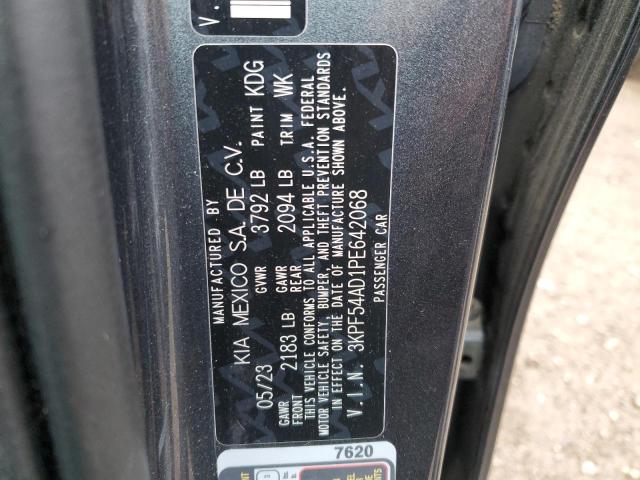 V.
MANUFACTURED BY
KIA MEXICO S.A. DE C.V.
05/23 GVWR 3792 LB PAINT KDG
GAWR FRONT 2183 LB GAWR REAR 2094 LB TRIM WK
THIS VEHICLE CONFORMS TO ALL APPLICABLE U.S.A. FEDERAL
MOTOR VEHICLE SAFETY, BUMPER, AND THEFT PREVENTION STANDARDS
IN EFFECT ON THE DATE OF MANUFACTURE SHOWN ABOVE.
V.I.N. 3KPF54AD1PE642068
PASSENGER CAR
7620